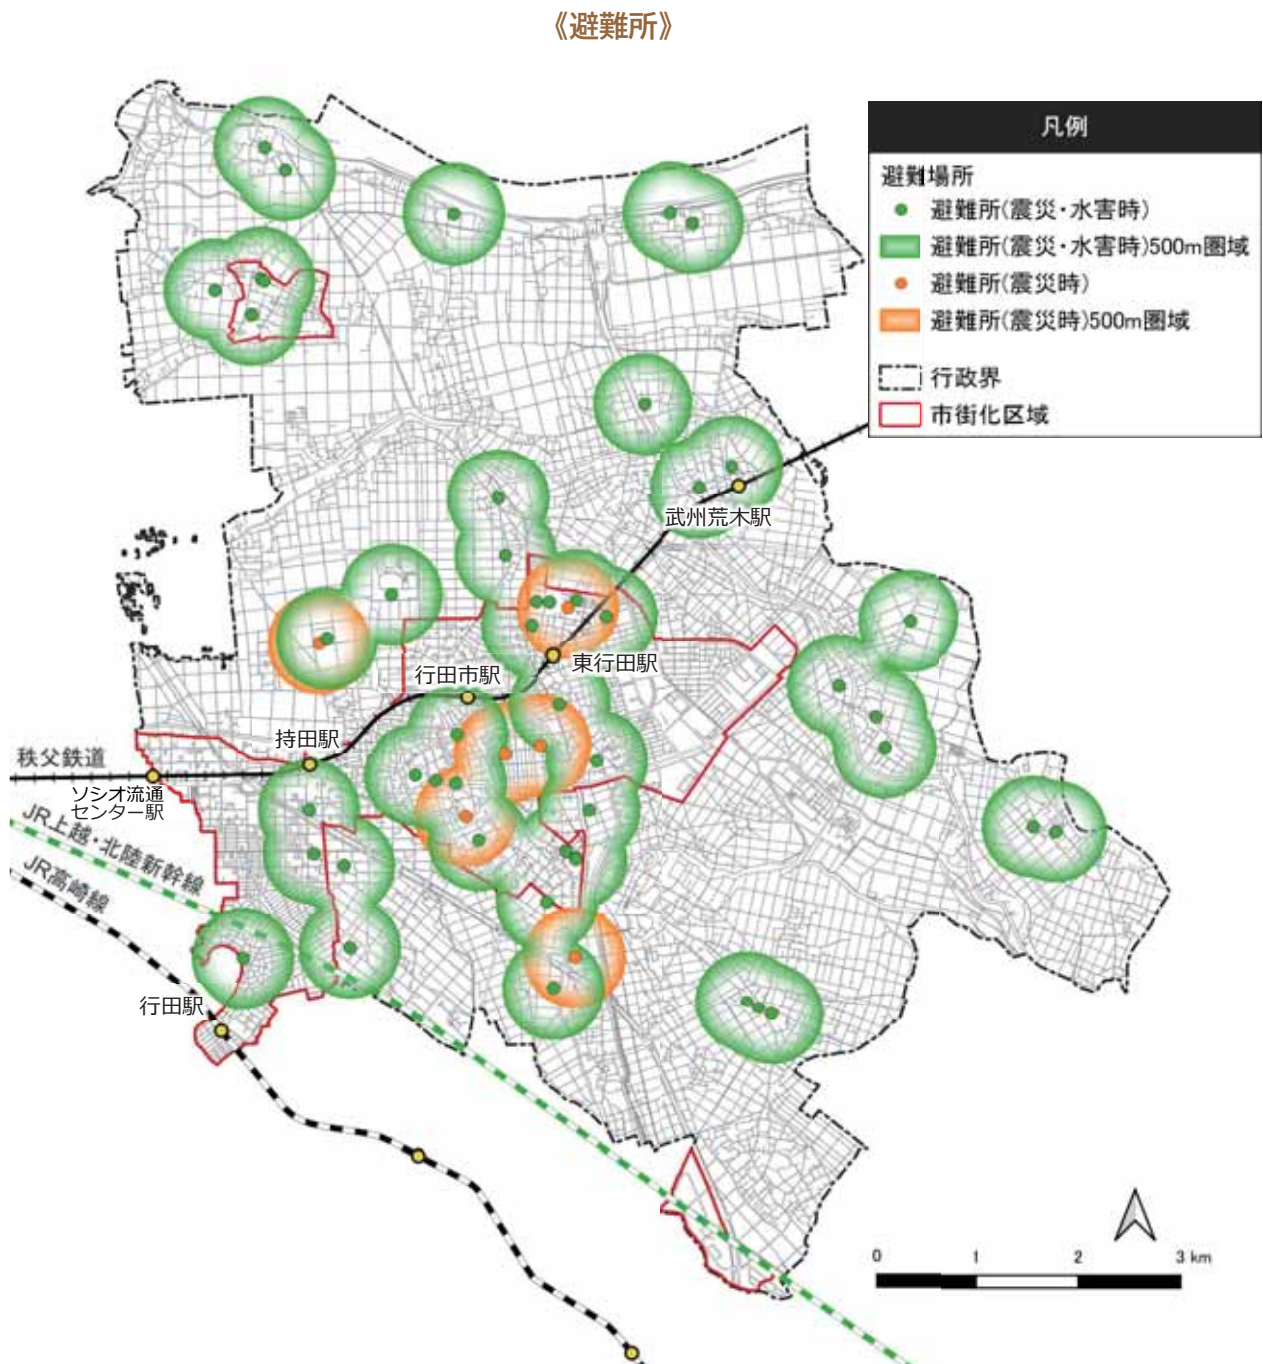 《避難所》
凡例
避難場所
避難所(震災・水害時)
避難所(震災・水害時)500m圏域
避難所(震災時)
避難所(震災時)500m圏域
行政界
市街化区域
武州荒木駅
東行田駅
行田市駅
持田駅
秩父鉄道
ソシオ流通
センター駅
JR上越・北陸新幹線
JR高崎線
行田駅
0 1 2 3 km